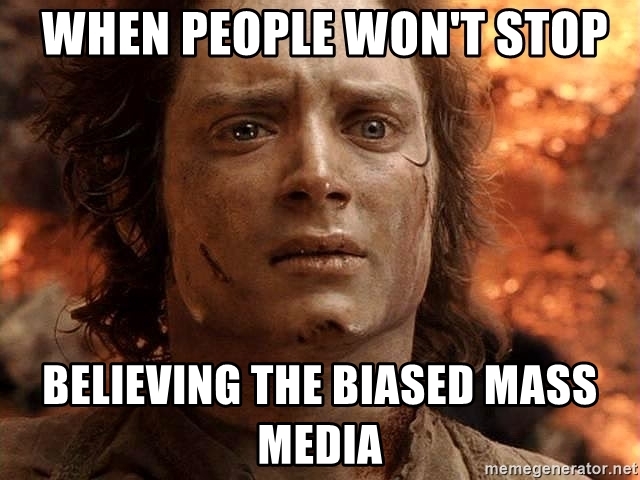 WHEN PEOPLE WON'T STOP
BELIEVING THE BIASED MASS
MEDIA
memegenerator.net